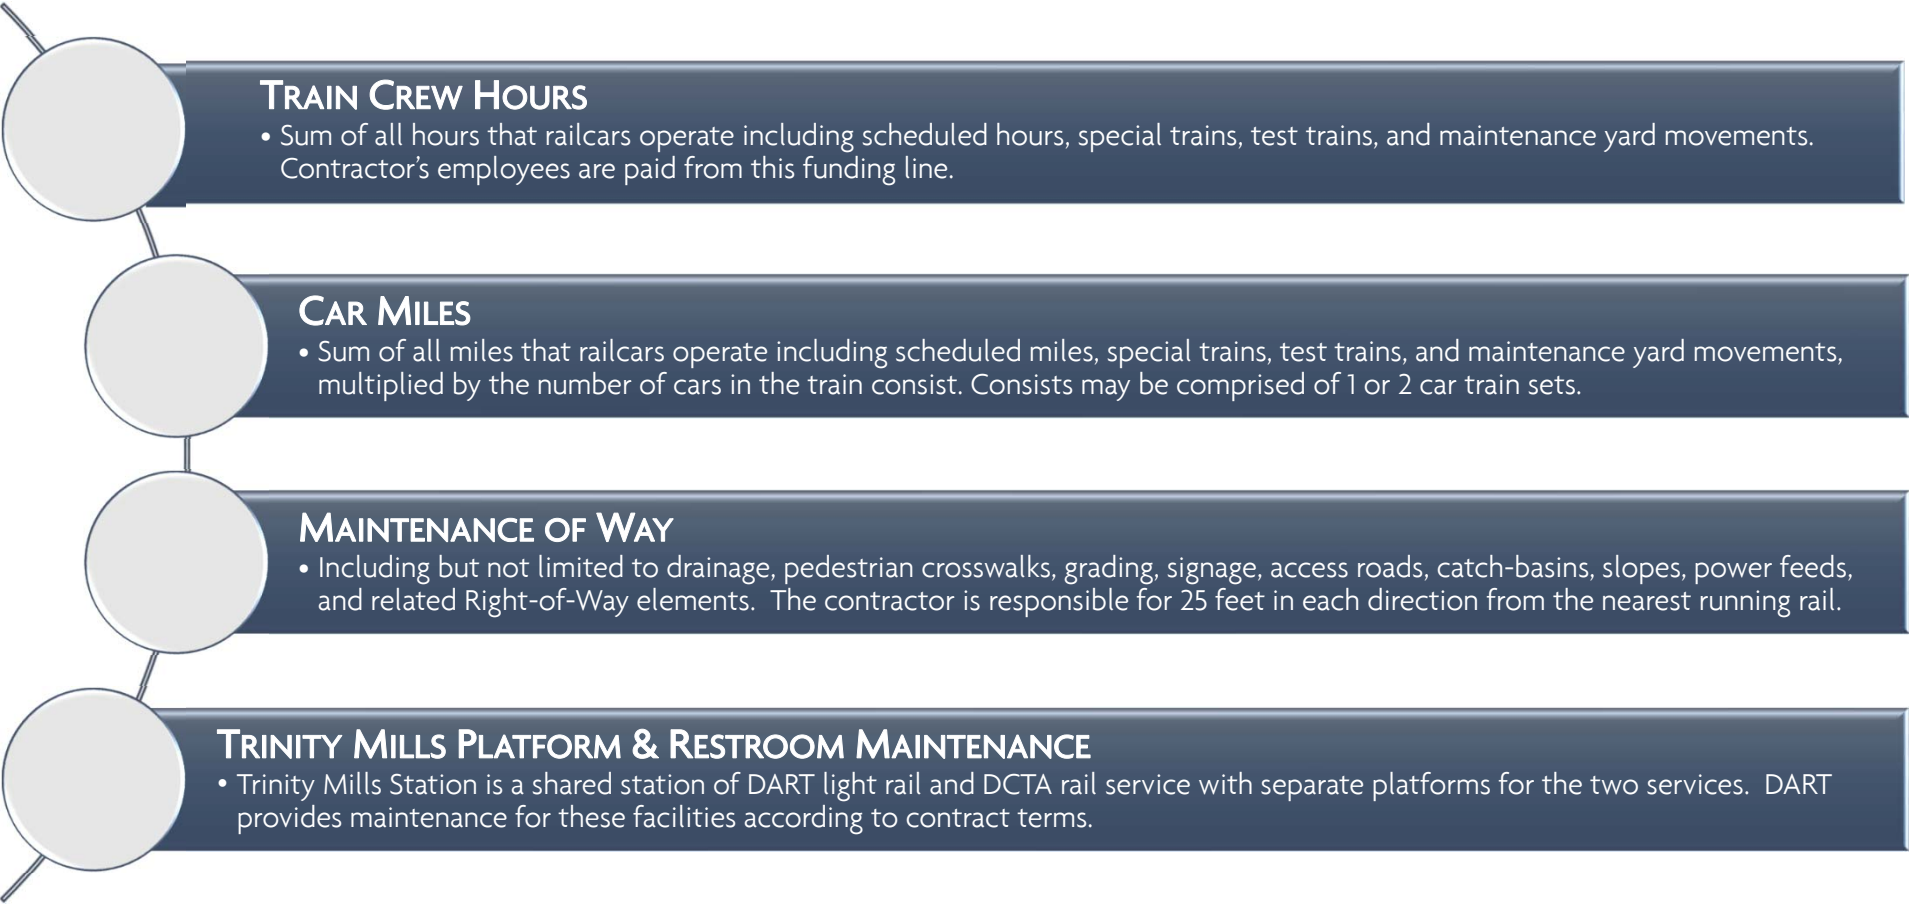 TRAIN CREW HOURS
• Sum of all hours that railcars operate including scheduled hours, special trains, test trains, and maintenance yard movements.
Contractor’s employees are paid from this funding line.
CAR MILES
• Sum of all miles that railcars operate including scheduled miles, special trains, test trains, and maintenance yard movements,
multiplied by the number of cars in the train consist. Consists may be comprised of 1 or 2 car train sets.
MAINTENANCE OF WAY
• Including but not limited to drainage, pedestrian crosswalks, grading, signage, access roads, catch-basins, slopes, power feeds,
and related Right-of-Way elements.  The contractor is responsible for 25 feet in each direction from the nearest running rail.
TRINITY MILLS PLATFORM & RESTROOM MAINTENANCE
• Trinity Mills Station is a shared station of DART light rail and DCTA rail service with separate platforms for the two services.  DART
provides maintenance for these facilities according to contract terms.